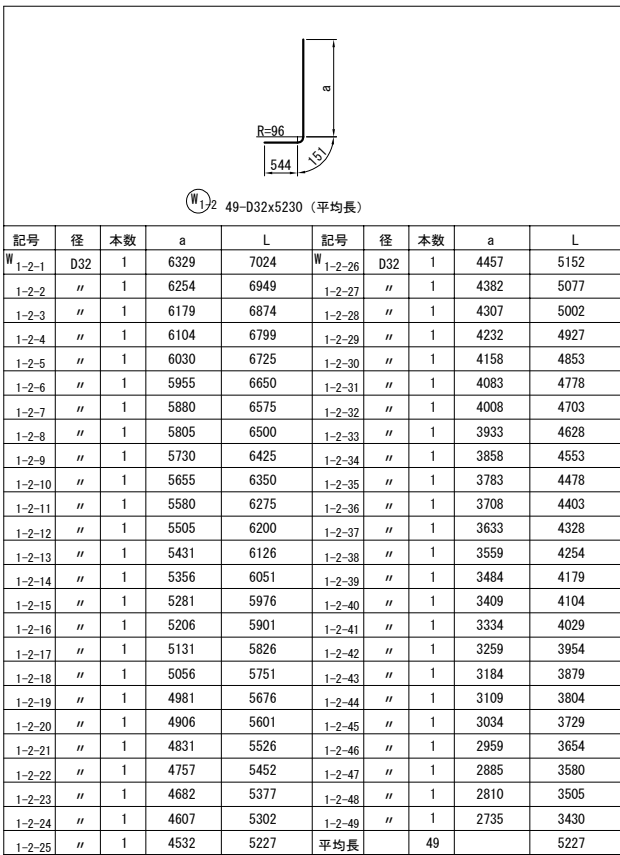 a
R=96
544
151
W1-2 49-D32x5230 (平均長)
記号 径 本数 a L 記号 径 本数 a L
W1-2-1 D32 1 6329 7024 W1-2-26 D32 1 4457 5152
1-2-2 〃 1 6254 6949 1-2-27 〃 1 4382 5077
1-2-3 〃 1 6179 6874 1-2-28 〃 1 4307 5002
1-2-4 〃 1 6104 6799 1-2-29 〃 1 4232 4927
1-2-5 〃 1 6030 6725 1-2-30 〃 1 4158 4853
1-2-6 〃 1 5955 6650 1-2-31 〃 1 4083 4778
1-2-7 〃 1 5880 6575 1-2-32 〃 1 4008 4703
1-2-8 〃 1 5805 6500 1-2-33 〃 1 3933 4628
1-2-9 〃 1 5730 6425 1-2-34 〃 1 3858 4553
1-2-10 〃 1 5655 6350 1-2-35 〃 1 3783 4478
1-2-11 〃 1 5580 6275 1-2-36 〃 1 3708 4403
1-2-12 〃 1 5505 6200 1-2-37 〃 1 3633 4328
1-2-13 〃 1 5431 6126 1-2-38 〃 1 3559 4254
1-2-14 〃 1 5356 6051 1-2-39 〃 1 3484 4179
1-2-15 〃 1 5281 5976 1-2-40 〃 1 3409 4104
1-2-16 〃 1 5206 5901 1-2-41 〃 1 3334 4029
1-2-17 〃 1 5131 5826 1-2-42 〃 1 3259 3954
1-2-18 〃 1 5056 5751 1-2-43 〃 1 3184 3879
1-2-19 〃 1 4981 5676 1-2-44 〃 1 3109 3804
1-2-20 〃 1 4906 5601 1-2-45 〃 1 3034 3729
1-2-21 〃 1 4831 5526 1-2-46 〃 1 2959 3654
1-2-22 〃 1 4757 5452 1-2-47 〃 1 2885 3580
1-2-23 〃 1 4682 5377 1-2-48 〃 1 2810 3505
1-2-24 〃 1 4607 5302 1-2-49 〃 1 2735 3430
1-2-25 〃 1 4532 5227 平均長 49 5227